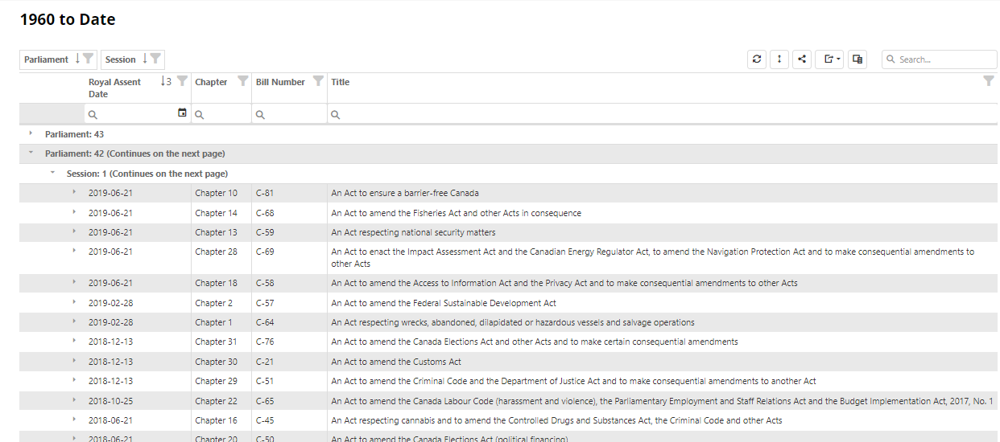 1960 to Date
Parliament Session Search...
Royal Assent Date 3 Chapter Bill Number Title
Parliament: 43
Parliament: 42 (Continues on the next page)
Session: 1 (Continues on the next page)
2019-06-21 Chapter 10 C-81 An Act to ensure a barrier-free Canada
2019-06-21 Chapter 14 C-68 An Act to amend the Fisheries Act and other Acts in consequence
2019-06-21 Chapter 13 C-59 An Act respecting national security matters
2019-06-21 Chapter 28 C-69 An Act to enact the Impact Assessment Act and the Canadian Energy Regulator Act, to amend the Navigation Protection Act and to make consequential amendments to
other Acts
2019-06-21 Chapter 18 C-58 An Act to amend the Access to Information Act and the Privacy Act and to make consequential amendments to other Acts
2019-02-28 Chapter 2 C-57 An Act to amend the Federal Sustainable Development Act
2019-02-28 Chapter 1 C-64 An Act respecting wrecks, abandoned, dilapidated or hazardous vessels and salvage operations
2018-12-13 Chapter 31 C-76 An Act to amend the Canada Elections Act and other Acts and to make certain consequential amendments
2018-12-13 Chapter 30 C-21 An Act to amend the Customs Act
2018-12-13 Chapter 29 C-51 An Act to amend the Criminal Code and the Department of Justice Act and to make consequential amendments to another Act
2018-10-25 Chapter 22 C-65 An Act to amend the Canada Labour Code (harassment and violence), the Parliamentary Employment and Staff Relations Act and the Budget Implementation Act, 2017, No. 1
2018-06-21 Chapter 16 C-45 An Act respecting cannabis and to amend the Controlled Drugs and Substances Act, the Criminal Code and other Acts
2018-06-21 Chapter 20 C-50 An Act to amend the Canada Elections Act (political financing)